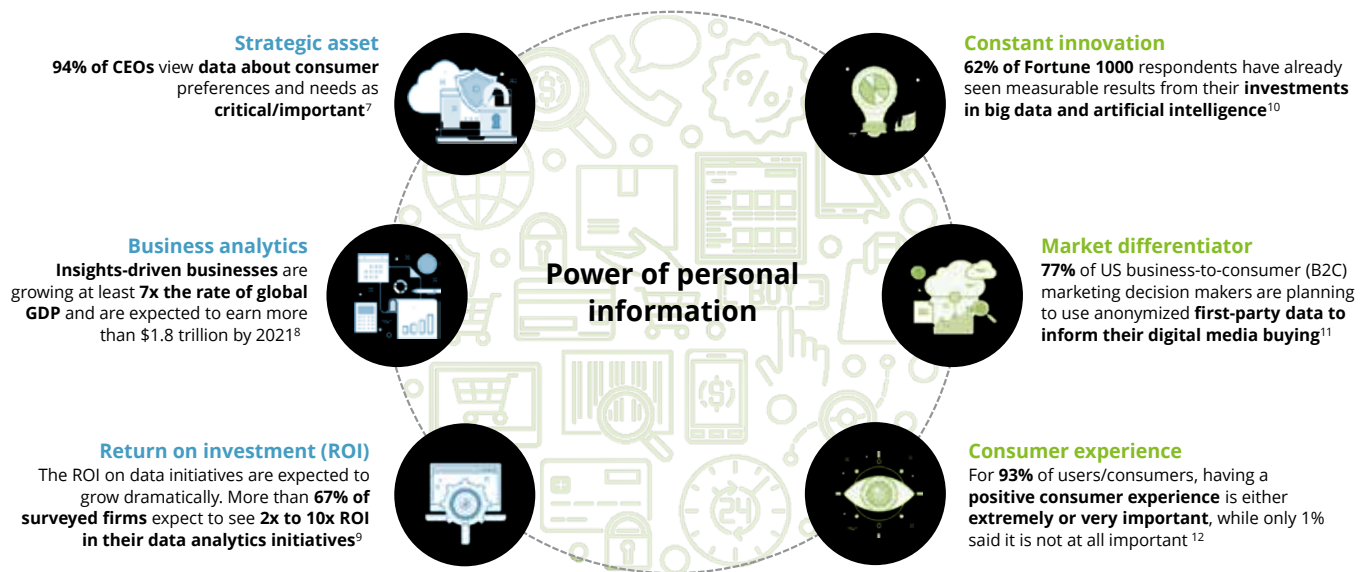 Strategic asset
94% of CEOs view data about consumer
preferences and needs as
critical/important7
Business analytics
Insights-driven businesses are
growing at least 7x the rate of global
GDP and are expected to earn more
than $1.8 trillion by 20218
Return on investment (ROI)
The ROI on data initiatives are expected to
grow dramatically. More than 67% of
surveyed firms expect to see 2x to 10x ROI
in their data analytics initiatives9
Power of personal
information
BUY
24
Constant innovation
62% of Fortune 1000 respondents have already
seen measurable results from their investments
in big data and artificial intelligence10
Market differentiator
77% of US business-to-consumer (B2C)
marketing decision makers are planning
to use anonymized first-party data to
inform their digital media buying11
Consumer experience
For 93% of users/consumers, having a
positive consumer experience is either
extremely or very important, while only 1%
said it is not at all important 12